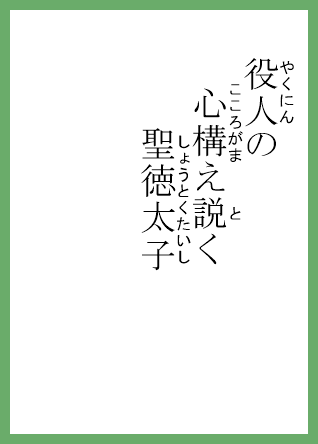 役人の
心構え説く
聖徳太子
やくにん
こころがま
と
しょうとくたいし